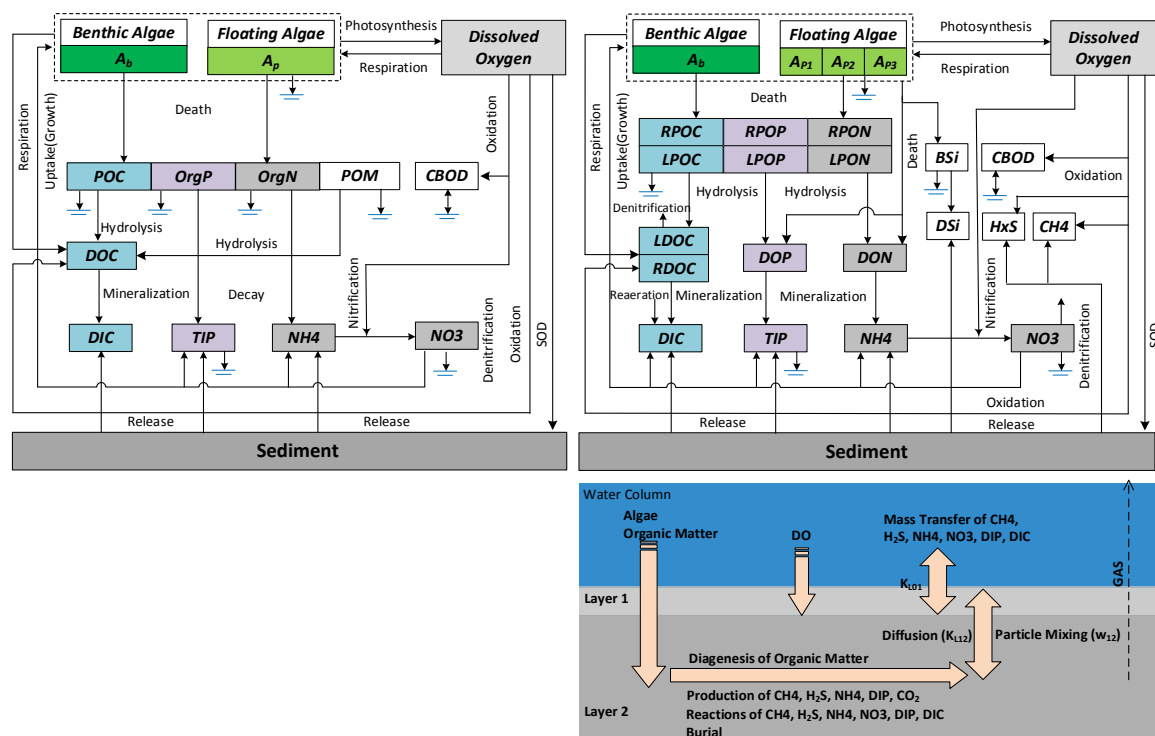 Benthic Algae
A_b
Floating Algae
A_p
Photosynthesis
Respiration
Dissolved
Oxygen
Respiration
Uptake(Growth)
Death
Oxidation
POC
OrgP
OrgN
POM
CBOD
Hydrolysis
Hydrolysis
DOC
Mineralization
Decay
Nitrification
DIC
TIP
NH4
NO3
Denitrification
Oxidation
SOD
Release
Release
Sediment
Benthic Algae
A_b
Floating Algae
A_P1
A_P2
A_P3
Photosynthesis
Respiration
Dissolved
Oxygen
Respiration
Uptake(Growth)
Death
Death
RPOC
RPOP
RPON
LPOC
LPOP
LPON
BSi
CBOD
Oxidation
Hydrolysis
Hydrolysis
Denitrification
LDOC
RDOC
DOP
DON
DSi
HxS
CH4
Reaeration
Mineralization
Mineralization
Nitrification
DIC
TIP
NH4
NO3
Denitrification
SOD
Oxidation
Release
Release
Sediment
Water Column
Algae
Organic Matter
DO
Mass Transfer of CH4,
H₂S, NH4, NO3, DIP, DIC
K_L01
GAS
Layer 1
Diffusion (K_L12)
Particle Mixing (w₁₂)
Diagenesis of Organic Matter
Production of CH4, H₂S, NH4, DIP, CO₂
Layer 2
Reactions of CH4, H₂S, NH4, NO3, DIP, DIC
Burial